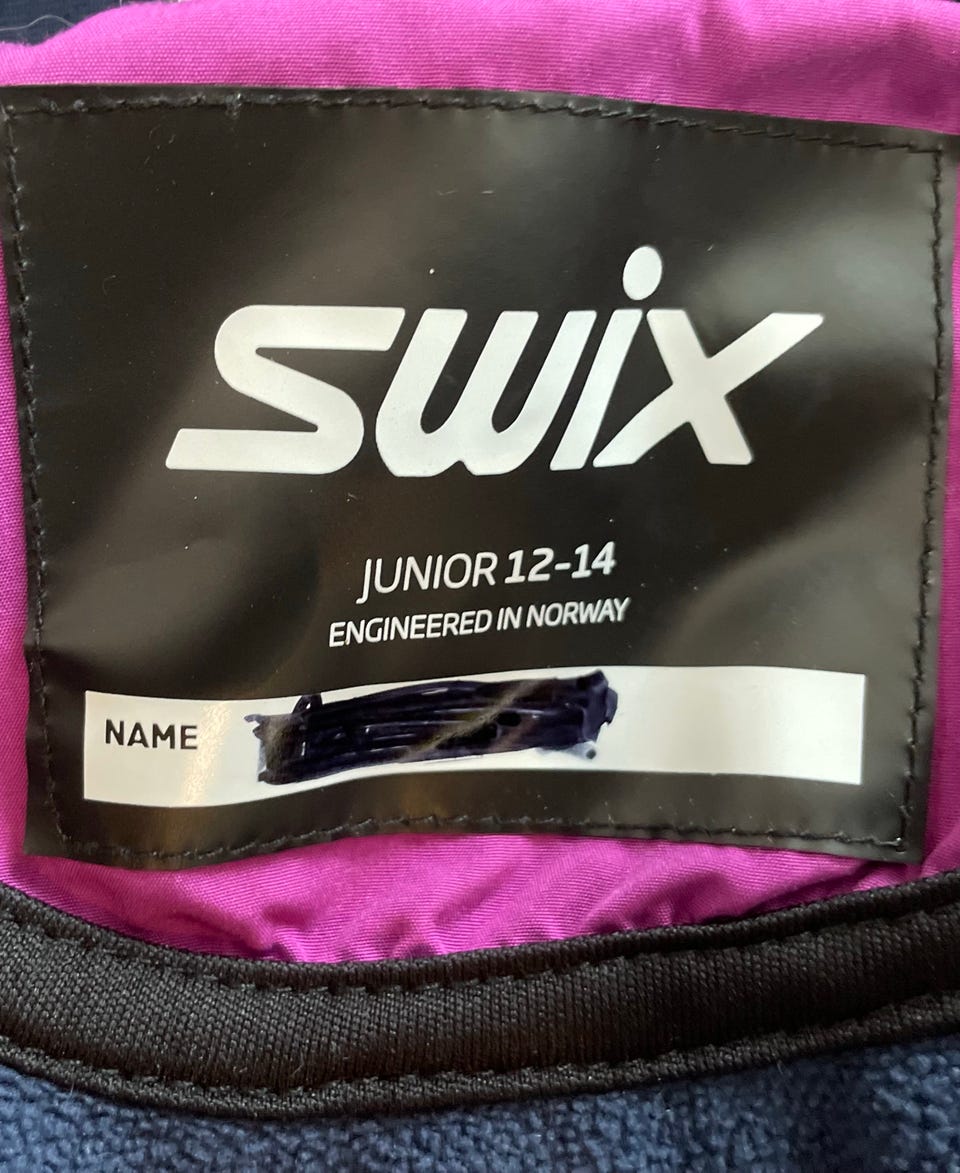 swix
JUNIOR 12-14
ENGINEERED IN NORWAY
NAME